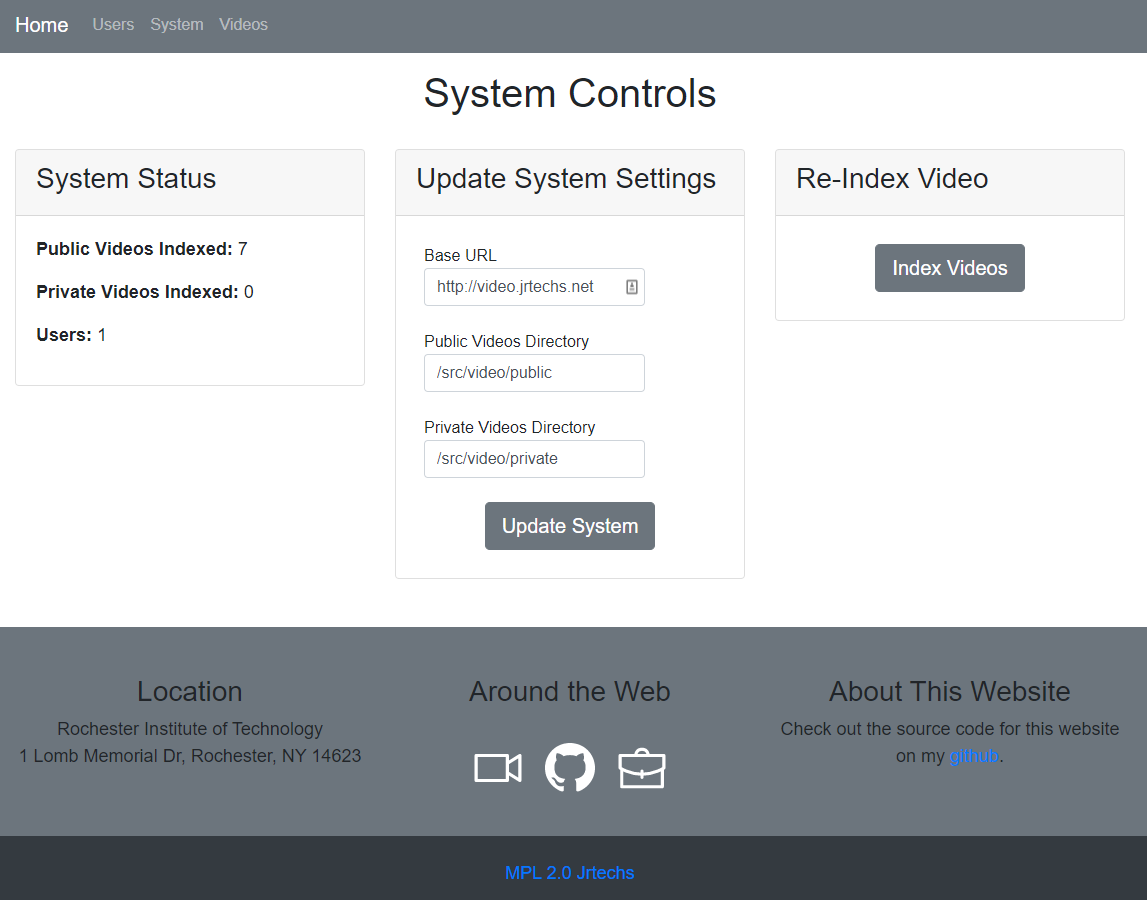 Home Users System Videos
System Controls
System Status
Public Videos Indexed: 7
Private Videos Indexed: 0
Users: 1
Update System Settings
Base URL
http://video.jrtechs.net
Public Videos Directory
/src/video/public
Private Videos Directory
/src/video/private
Update System
Re-Index Video
Index Videos
Location
Rochester Institute of Technology
1 Lomb Memorial Dr, Rochester, NY 14623
Around the Web
About This Website
Check out the source code for this website
on my github.
MPL 2.0 Jrtechs